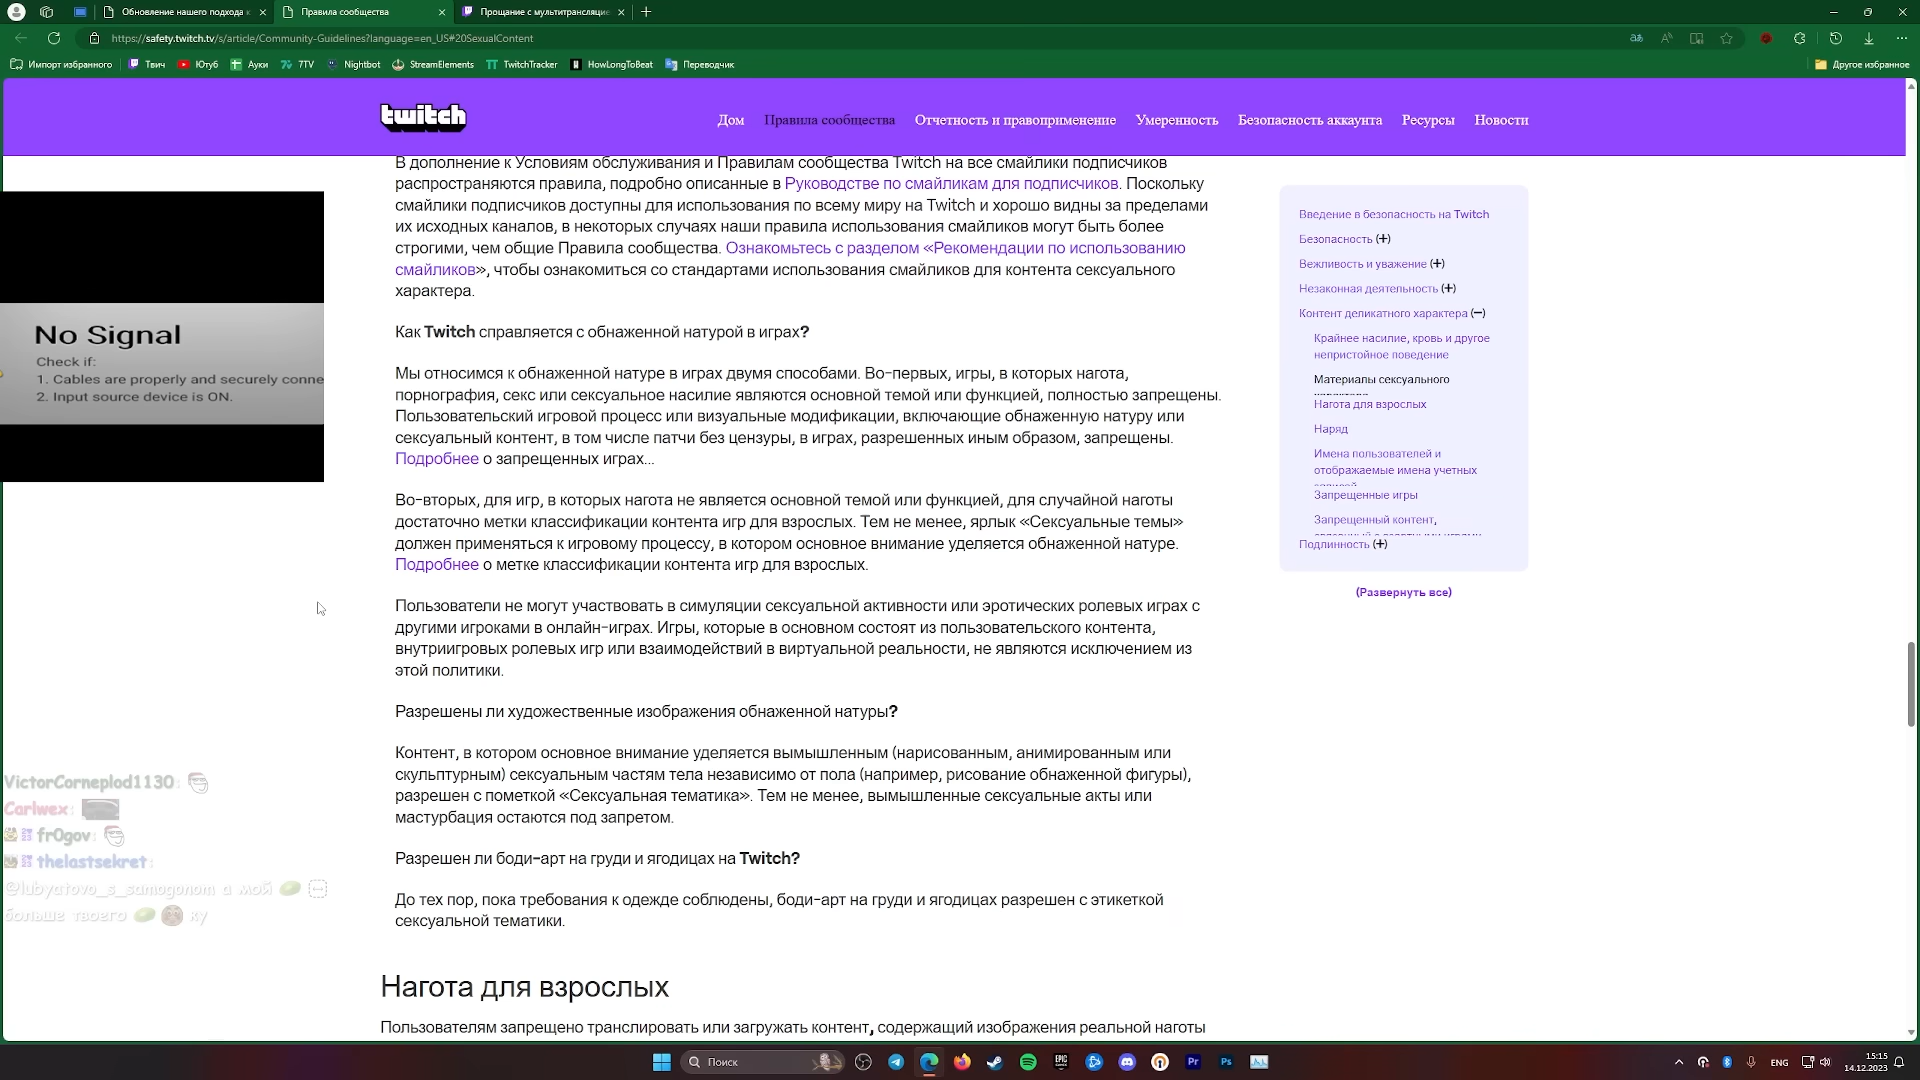 Обновление нашего подхода к
Правила сообщества
Прощание с мультитрансляцие
https://safety.twitch.tv/s/article/Community-Guidelines?language=en_US#20SexualContent
Импорт избранного
Твич
Ютуб
Ауки
7TV
Nightbot
StreamElements
TwitchTracker
HowLongToBeat
Переводчик
Другое избранное
twitch
Дом
Правила сообщества
Отчетность и правоприменение
Умеренность
Безопасность аккаунта
Ресурсы
Новости
В дополнение к Условиям обслуживания и Правилам сообщества Twitch на все смайлики подписчиков
распространяются правила, подробно описанные в Руководстве по смайликам для подписчиков. Поскольку
смайлики подписчиков доступны для использования по всему миру на Twitch и хорошо видны за пределами
их исходных каналов, в некоторых случаях наши правила использования смайликов могут быть более
строгими, чем общие Правила сообщества. Ознакомьтесь с разделом «Рекомендации по использованию
смайликов», чтобы ознакомиться со стандартами использования смайликов для контента сексуального
характера.
Как Twitch справляется с обнаженной натурой в играх?
Мы относимся к обнаженной натуре в играх двумя способами. Во-первых, игры, в которых нагота,
порнография, секс или сексуальное насилие являются основной темой или функцией, полностью запрещены.
Пользовательский игровой процесс или визуальные модификации, включающие обнаженную натуру или
сексуальный контент, в том числе патчи без цензуры, в играх, разрешенных иным образом, запрещены.
Подробнее о запрещенных играх...
Во-вторых, для игр, в которых нагота не является основной темой или функцией, для случайной наготы
достаточно метки классификации контента игр для взрослых. Тем не менее, ярлык «Сексуальные темы»
должен применяться к игровому процессу, в котором основное внимание уделяется обнаженной натуре.
Подробнее о метке классификации контента игр для взрослых.
Пользователи не могут участвовать в симуляции сексуальной активности или эротических ролевых играх с
другими игроками в онлайн-играх. Игры, которые в основном состоят из пользовательского контента,
внутриигровых ролевых игр или взаимодействий в виртуальной реальности, не являются исключением из
этой политики.
Разрешены ли художественные изображения обнаженной натуры?
Контент, в котором основное внимание уделяется вымышленным (нарисованным, анимированным или
скульптурным) сексуальным частям тела независимо от пола (например, рисование обнаженной фигуры),
разрешен с пометкой «Сексуальная тематика». Тем не менее, вымышленные сексуальные акты или
мастурбация остаются под запретом.
Разрешен ли боди-арт на груди и ягодицах на Twitch?
До тех пор, пока требования к одежде соблюдены, боди-арт на груди и ягодицах разрешен с этикеткой
сексуальной тематики.
Нагота для взрослых
Пользователям запрещено транслировать или загружать контент, содержащий изображения реальной наготы
Введение в безопасность на Twitch
Безопасность (+)
Вежливость и уважение (+)
Незаконная деятельность (+)
Контент деликатного характера (−)
Крайнее насилие, кровь и другое
непристойное поведение
Материалы сексуального
Нагота для взрослых
Наряд
Имена пользователей и
отображаемые имена учетных
Запрещенные игры
Запрещенный контент,
Подлинность (+)
(Развернуть все)
No Signal
Check if:
1. Cables are properly and securely conne
2. Input source device is ON.
VictorCorneplod1130:
Carlwex:
fr0gov:
thelastsekret:
@lubyatovo_s_samogonom а мой
больше твоего ку
Поиск
ENG
15:15
14.12.2023